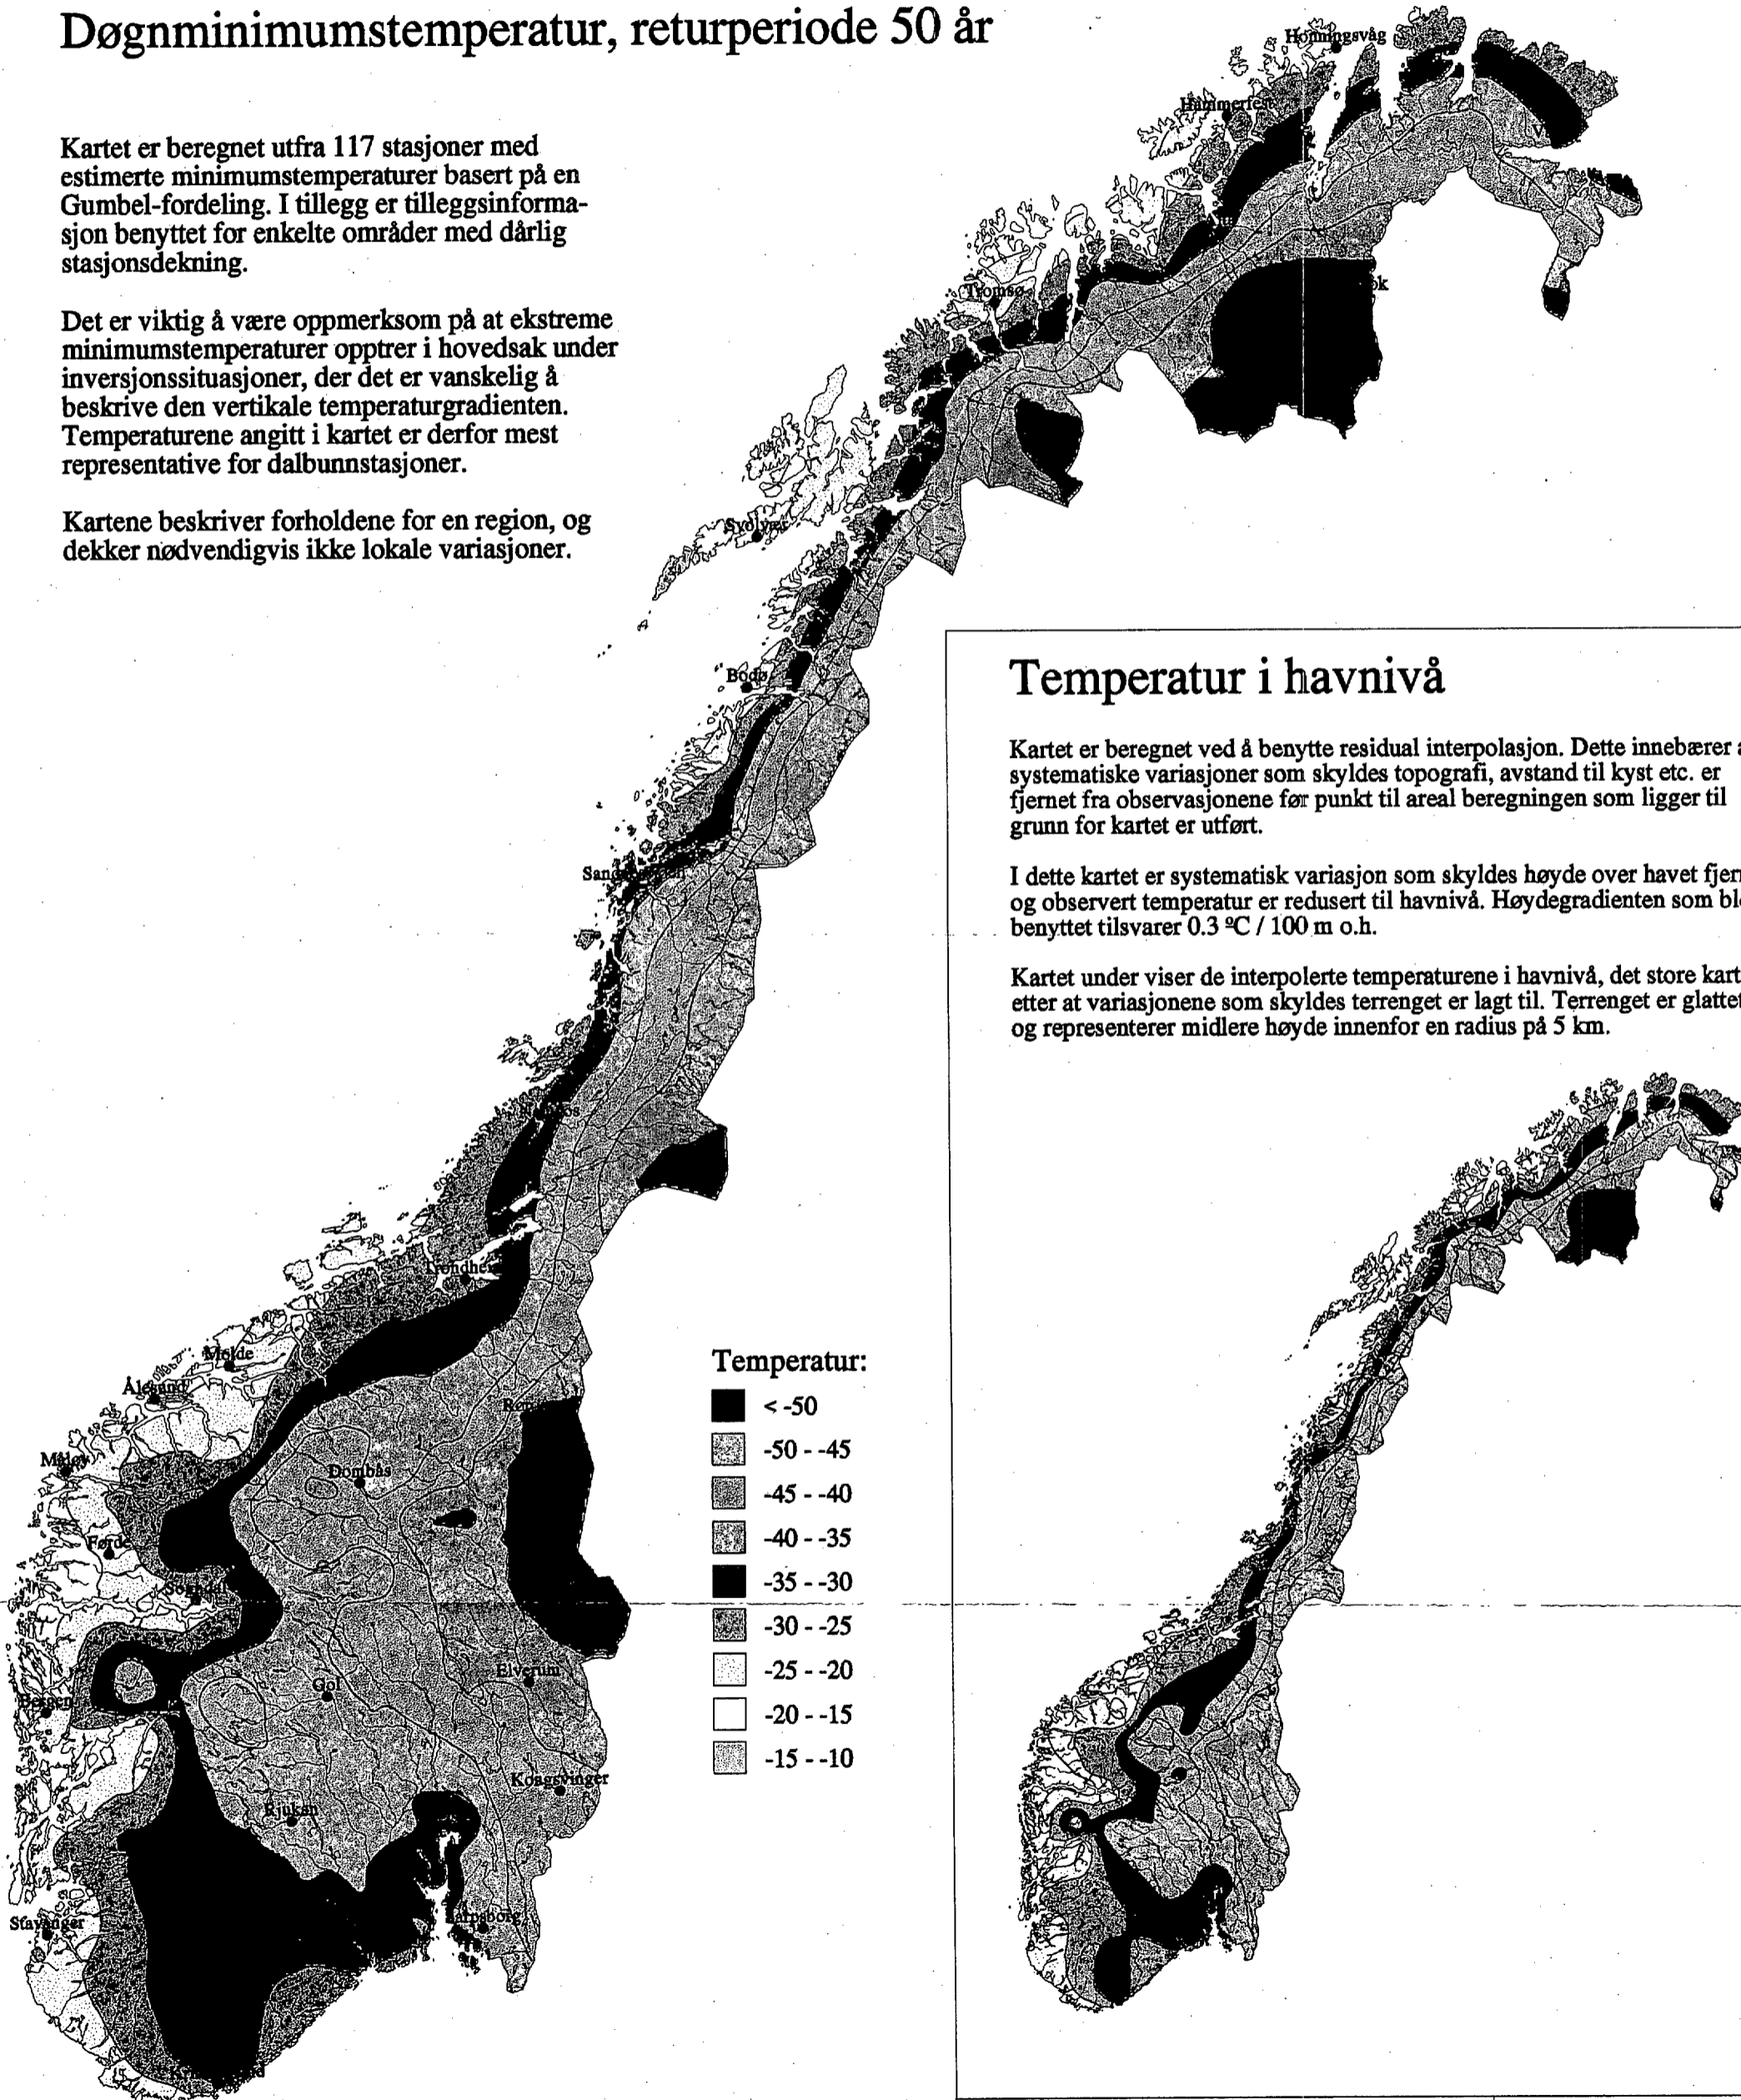 Døgnminimumstemperatur, returperiode 50 år
Kartet er beregnet utfra 117 stasjoner med
estimerte minimumstemperaturer basert på en
Gumbel-fordeling. I tillegg er tilleggsinforma-
sjon benyttet for enkelte områder med dårlig
stasjonsdekning.
Det er viktig å være oppmerksom på at ekstreme
minimumstemperaturer opptrer i hovedsak under
inversjonssituasjoner, der det er vanskelig å
beskrive den vertikale temperaturgradienten.
Temperaturene angitt i kartet er derfor mest
representative for dalbunnstasjoner.
Kartene beskriver forholdene for en region, og
dekker nødvendigvis ikke lokale variasjoner.
Honningsvåg
Hammerfest
Tromsø
Svolvær
Bodø
Temperatur i havnivå
Kartet er beregnet ved å benytte residual interpolasjon. Dette innebærer
systematiske variasjoner som skyldes topografi, avstand til kyst etc. er
fjernet fra observasjonene før punkt til areal beregningen som ligger til
grunn for kartet er utført.
I dette kartet er systematisk variasjon som skyldes høyde over havet
og observert temperatur er redusert til havnivå. Høydegradienten som
benyttet tilsvarer 0.3 ºC / 100 m o.h.
Kartet under viser de interpolerte temperaturene i havnivå, det store kart
etter at variasjonene som skyldes terrenget er lagt til. Terrenget er glattet
og representerer midlere høyde innenfor en radius på 5 km.
Trondheim
Molde
Ålesund
Måløy
Dombås
Førde
Sogndal
Bergen
Gol
Elverum
Kongsvinger
Rjukan
Stavanger
Sarpsborg
Temperatur:
< -50
-50 - -45
-45 - -40
-40 - -35
-35 - -30
-30 - -25
-25 - -20
-20 - -15
-15 - -10